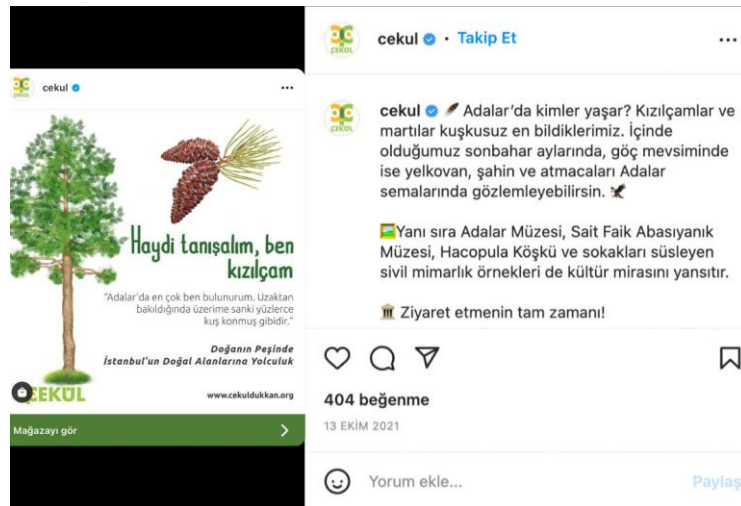 cekul
Haydi tanışalım, ben
kızılçam
"Adalar'da en çok ben bulunurum. Uzaktan
bakıldığında üzerime sanki yüzlerce
kuş konmuş gibidir."
Doğanın Peşinde
İstanbul'un Doğal Alanlarına Yolculuk
ÇEKÜL
www.cekuldukkan.org
Mağazayı gör
ÇEKÜL
cekul • Takip Et
ÇEKÜL
cekul Adalar'da kimler yaşar? Kızılçamlar ve
martılar kuşkusuz en bildiklerimiz. İçinde
olduğumuz sonbahar aylarında, göç mevsiminde
ise yelkovan, şahin ve atmacaları Adalar
semalarında gözlemleyebilirsin.
Yanı sıra Adalar Müzesi, Sait Faik Abasıyanık
Müzesi, Hacopula Köşkü ve sokakları süsleyen
sivil mimarlık örnekleri de kültür mirasını yansıtır.
Ziyaret etmenin tam zamanı!
404 beğenme
13 EKİM 2021
Yorum ekle...
Paylaş